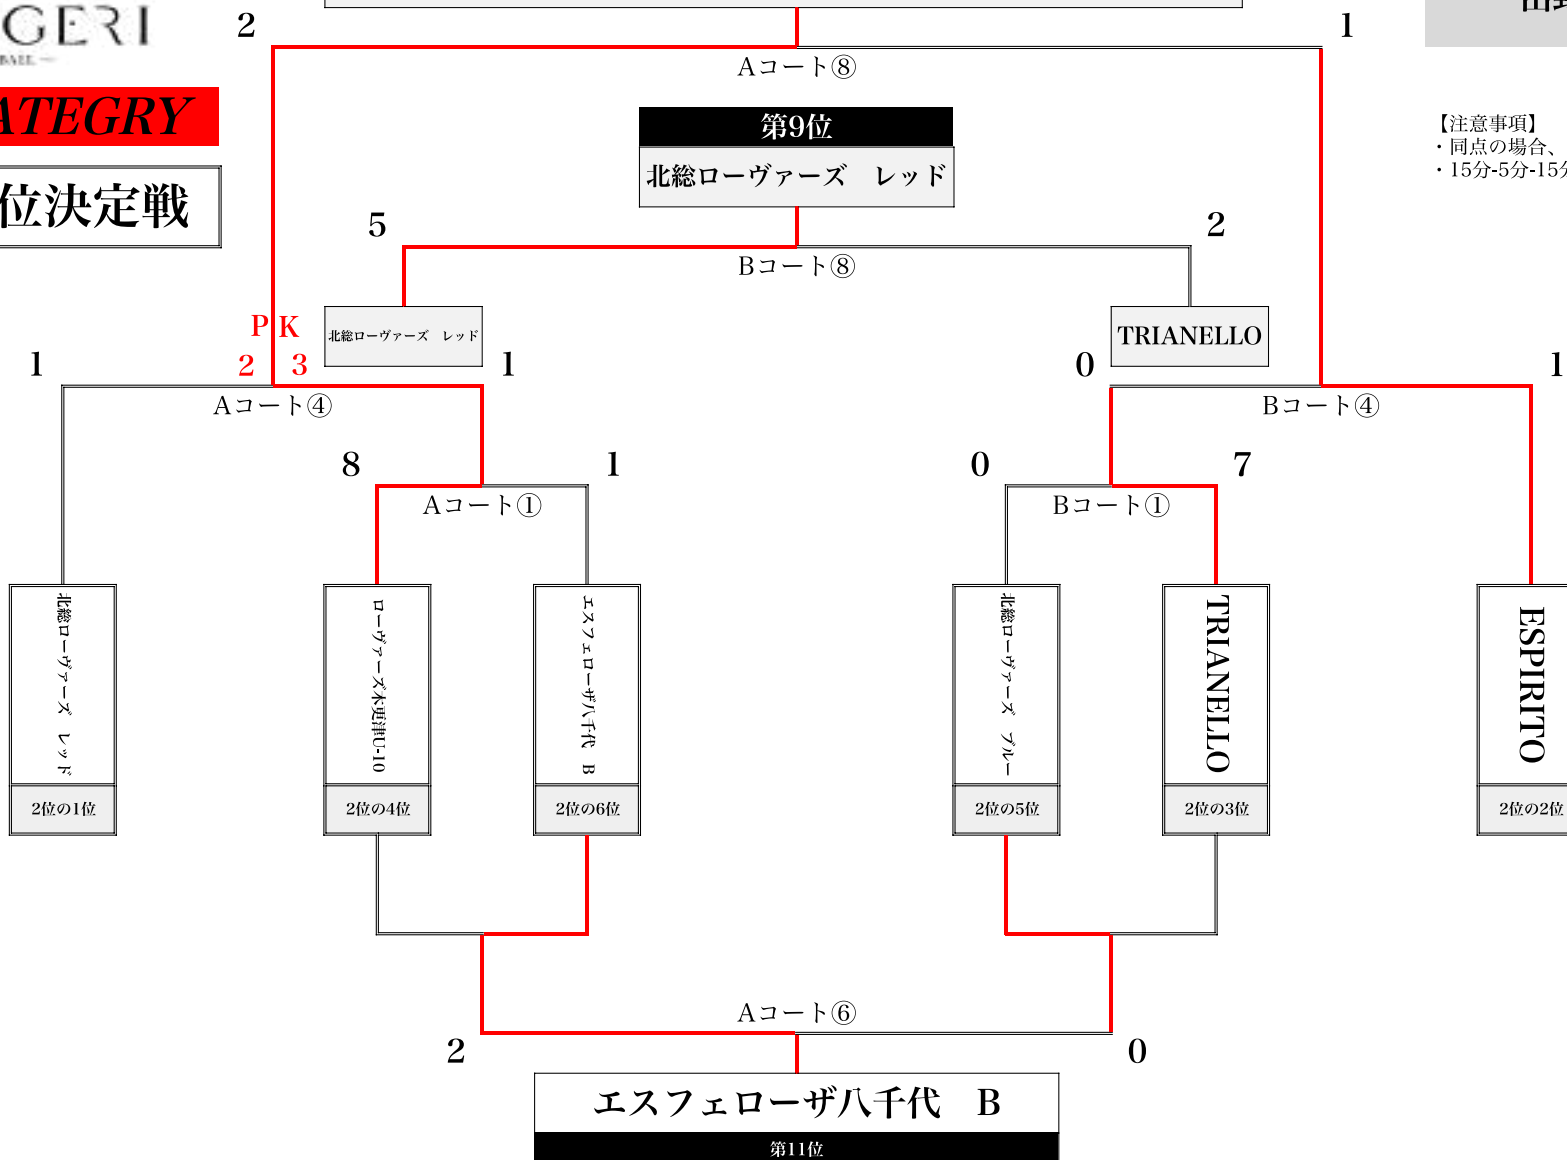 GERI
2
1
Aコート⑧
ATEGRY
第9位
【注意事項】
・同点の場合、
北総ローヴァーズ　レッド
・15分-5分-15分
位決定戦
5
2
Bコート⑧
PK
北総ローヴァーズ　レッド
TRIANELLO
1
2 3
1
0
1
Aコート④
Bコート④
8
1
0
7
Aコート①
Bコート①
北総ローヴァーズ　レッド
ローヴァーズ木更津U-10
エスフェローザ八千代　B
北総ローヴァーズ　ブルー
TRIANELLO
ESPIRITO
2位の1位
2位の4位
2位の6位
2位の5位
2位の3位
2位の2位
Aコート⑥
2
0
エスフェローザ八千代　B
第11位